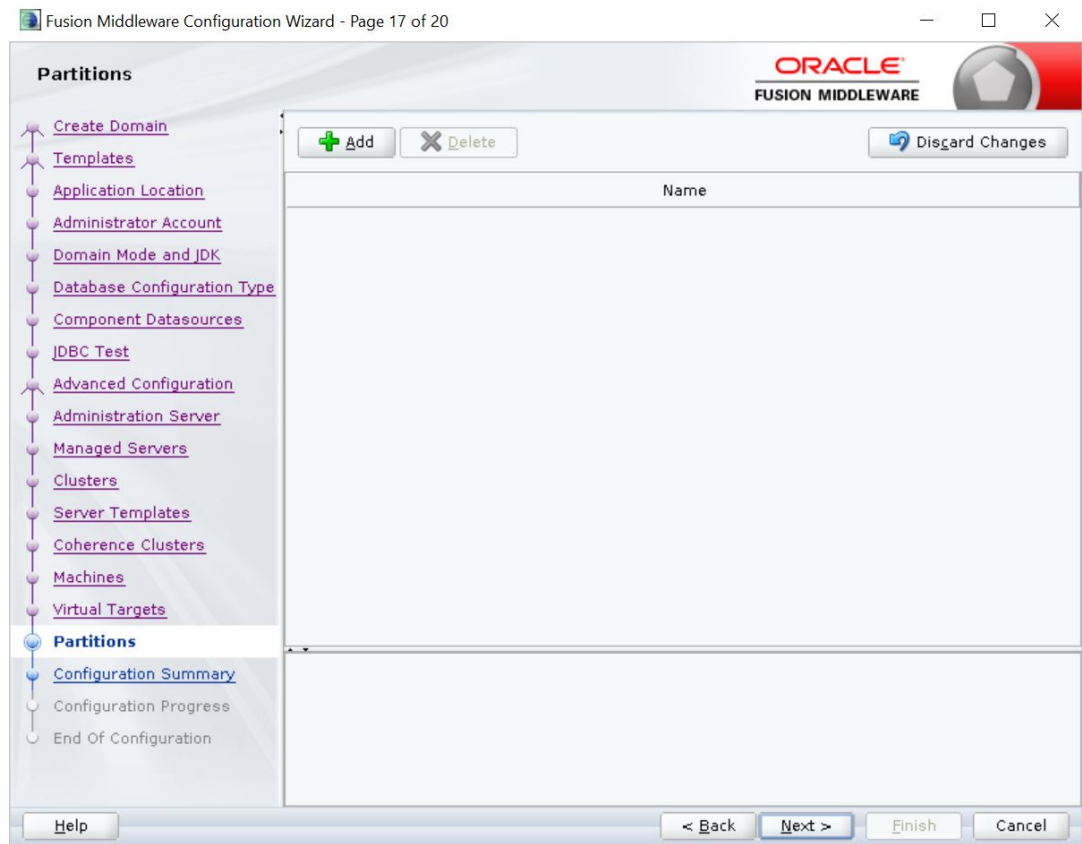 Fusion Middleware Configuration Wizard - Page 17 of 20
Partitions
ORACLE
FUSION MIDDLEWARE
Create Domain
Templates
Application Location
Administrator Account
Domain Mode and JDK
Database Configuration Type
Component Datasources
JDBC Test
Advanced Configuration
Administration Server
Managed Servers
Clusters
Server Templates
Coherence Clusters
Machines
Virtual Targets
Partitions
Configuration Summary
Configuration Progress
End Of Configuration
Add Delete Discard Changes
Name
Help < Back Next > Finish Cancel